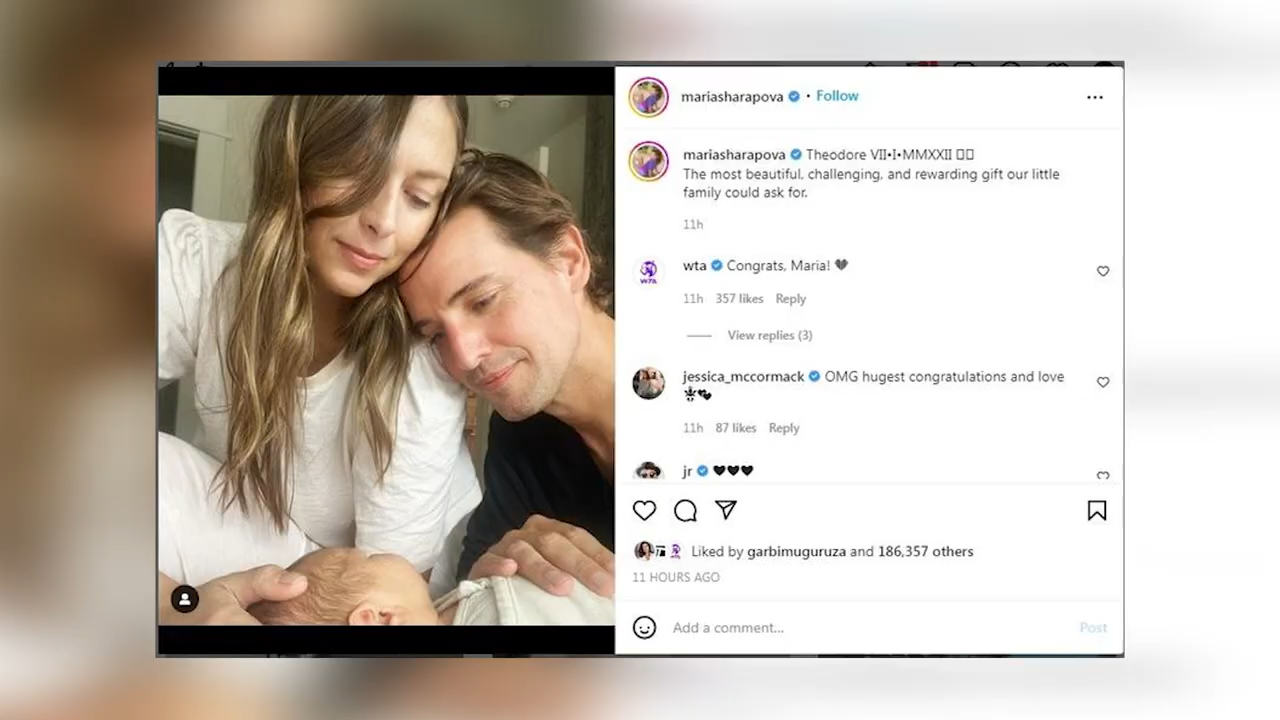 mariasharapova • Follow
mariasharapova Theodore VII•I•MMXXII
The most beautiful, challenging, and rewarding gift our little
family could ask for.
11h
wta Congrats, Maria! 🖤
WTA
11h 357 likes Reply
View replies (3)
jessica_mccormack OMG hugest congratulations and love
11h 87 likes Reply
jr 🖤🖤🖤
Liked by garbimuguruza and 186,357 others
11 HOURS AGO
Add a comment... Post